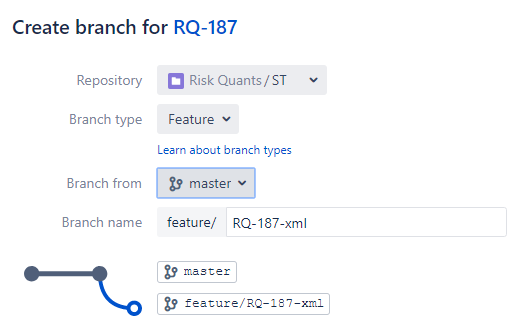 Create branch for RQ-187
Repository Risk Quants / ST
Branch type Feature
Learn about branch types
Branch from master
Branch name feature/ RQ-187-xml
master
feature/RQ-187-xml